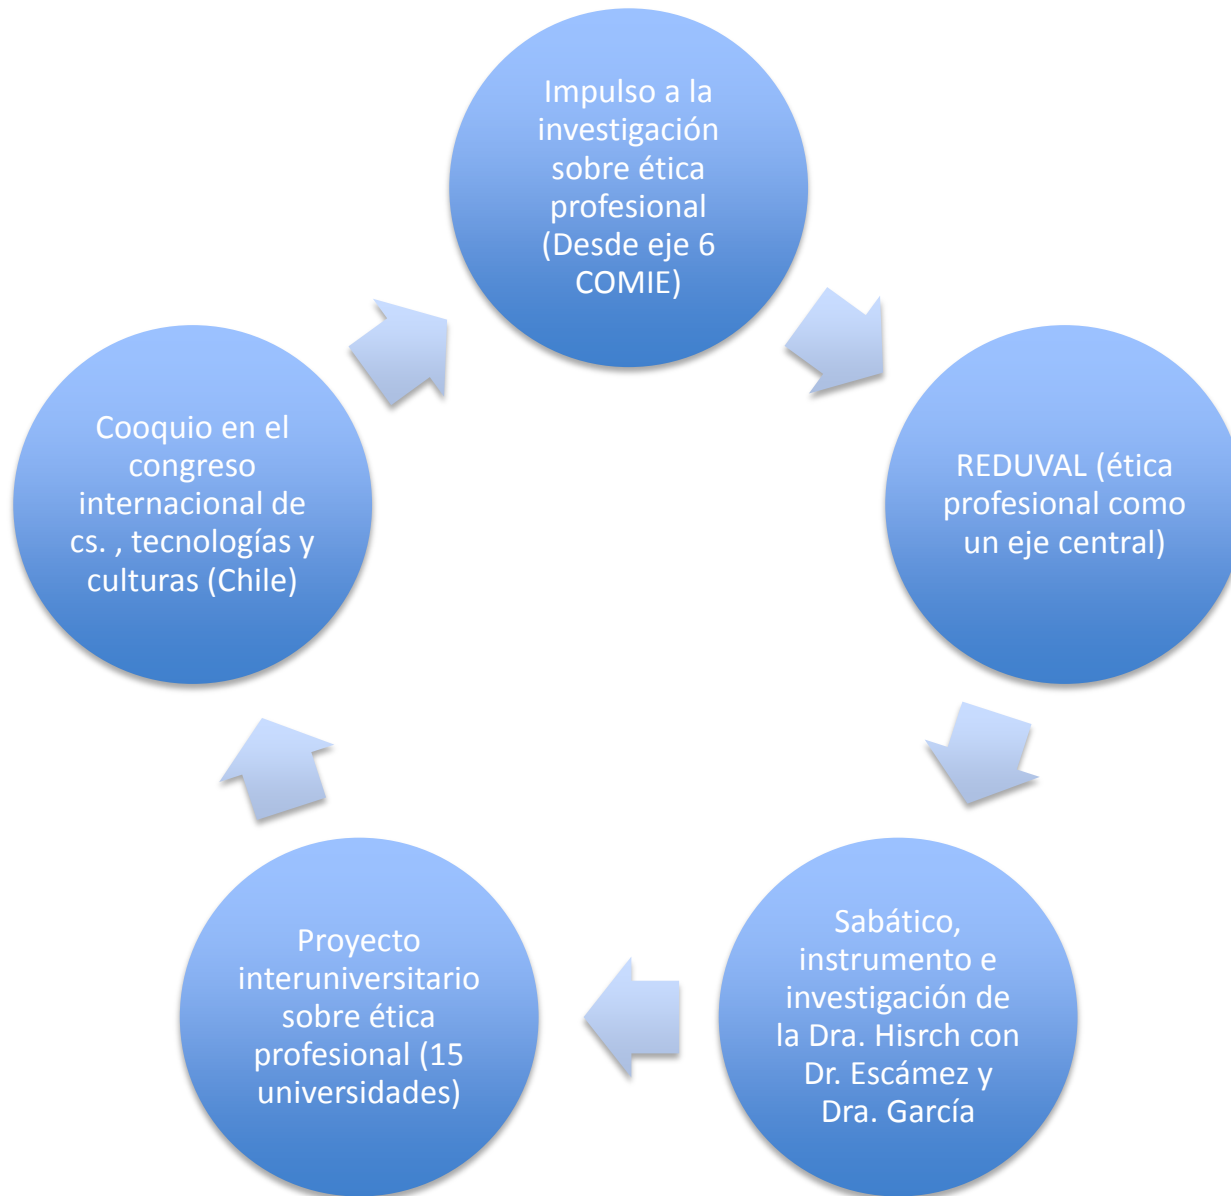 Impulso a la
investigación
sobre ética
profesional
(Desde eje 6
COMIE)
REDUVAL (ética
profesional como
un eje central)
Sabático,
instrumento e
investigación de
la Dra. Hisrch con
Dr. Escámez y
Dra. García
Proyecto
interuniversitario
sobre ética
profesional (15
universidades)
Cooquio en el
congreso
internacional de
cs. , tecnologías y
culturas (Chile)